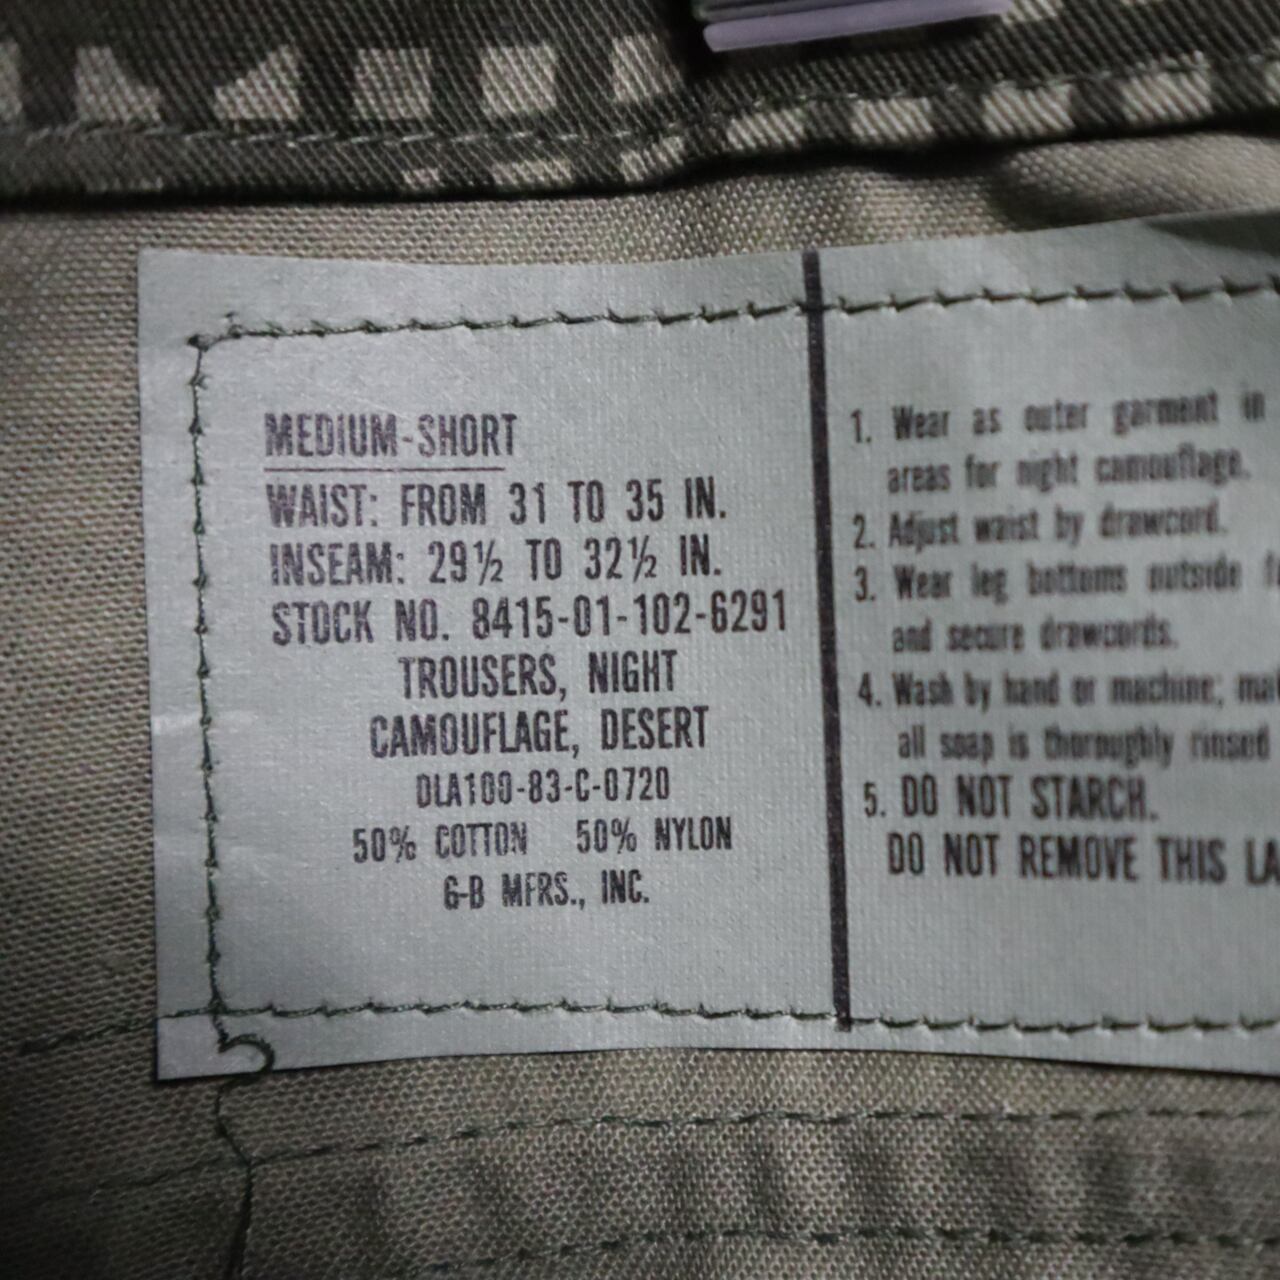 MEDIUM-SHORT
WAIST: FROM 31 TO 35 IN.
INSEAM: 29½ TO 32½ IN.
STOCK NO. 8415-01-102-6291
TROUSERS, NIGHT
CAMOUFLAGE, DESERT
DLA100-83-C-0720
50% COTTON 50% NYLON
G-B MFRS., INC.
1. Wear as outer garment in
areas for night camouflage.
2. Adjust waist by drawcord.
3. Wear leg bottoms outside
and secure drawcords.
4. Wash by hand or machine;
all soap is thoroughly rinsed
5. DO NOT STARCH.
DO NOT REMOVE THIS LA